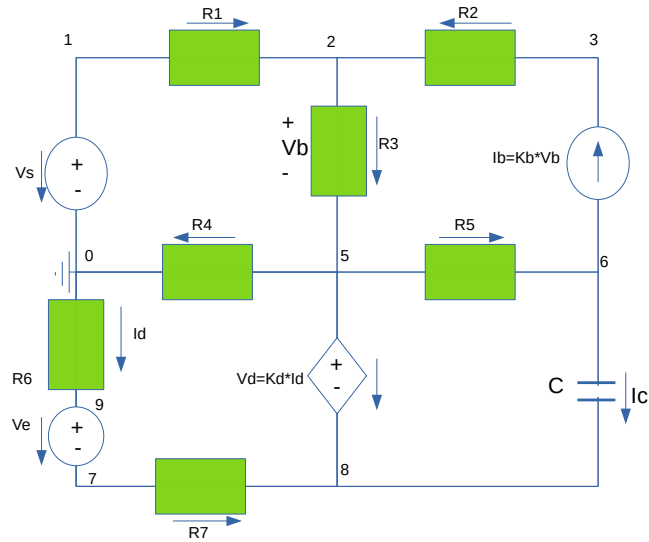 R1
R2
1
2
3
+
Vb
-
R3
Ib=Kb*Vb
Vs
+
-
R4
R5
0
5
6
Id
R6
Vd=Kd*Id
+
-
C
Ic
9
Ve
+
-
7
8
R7